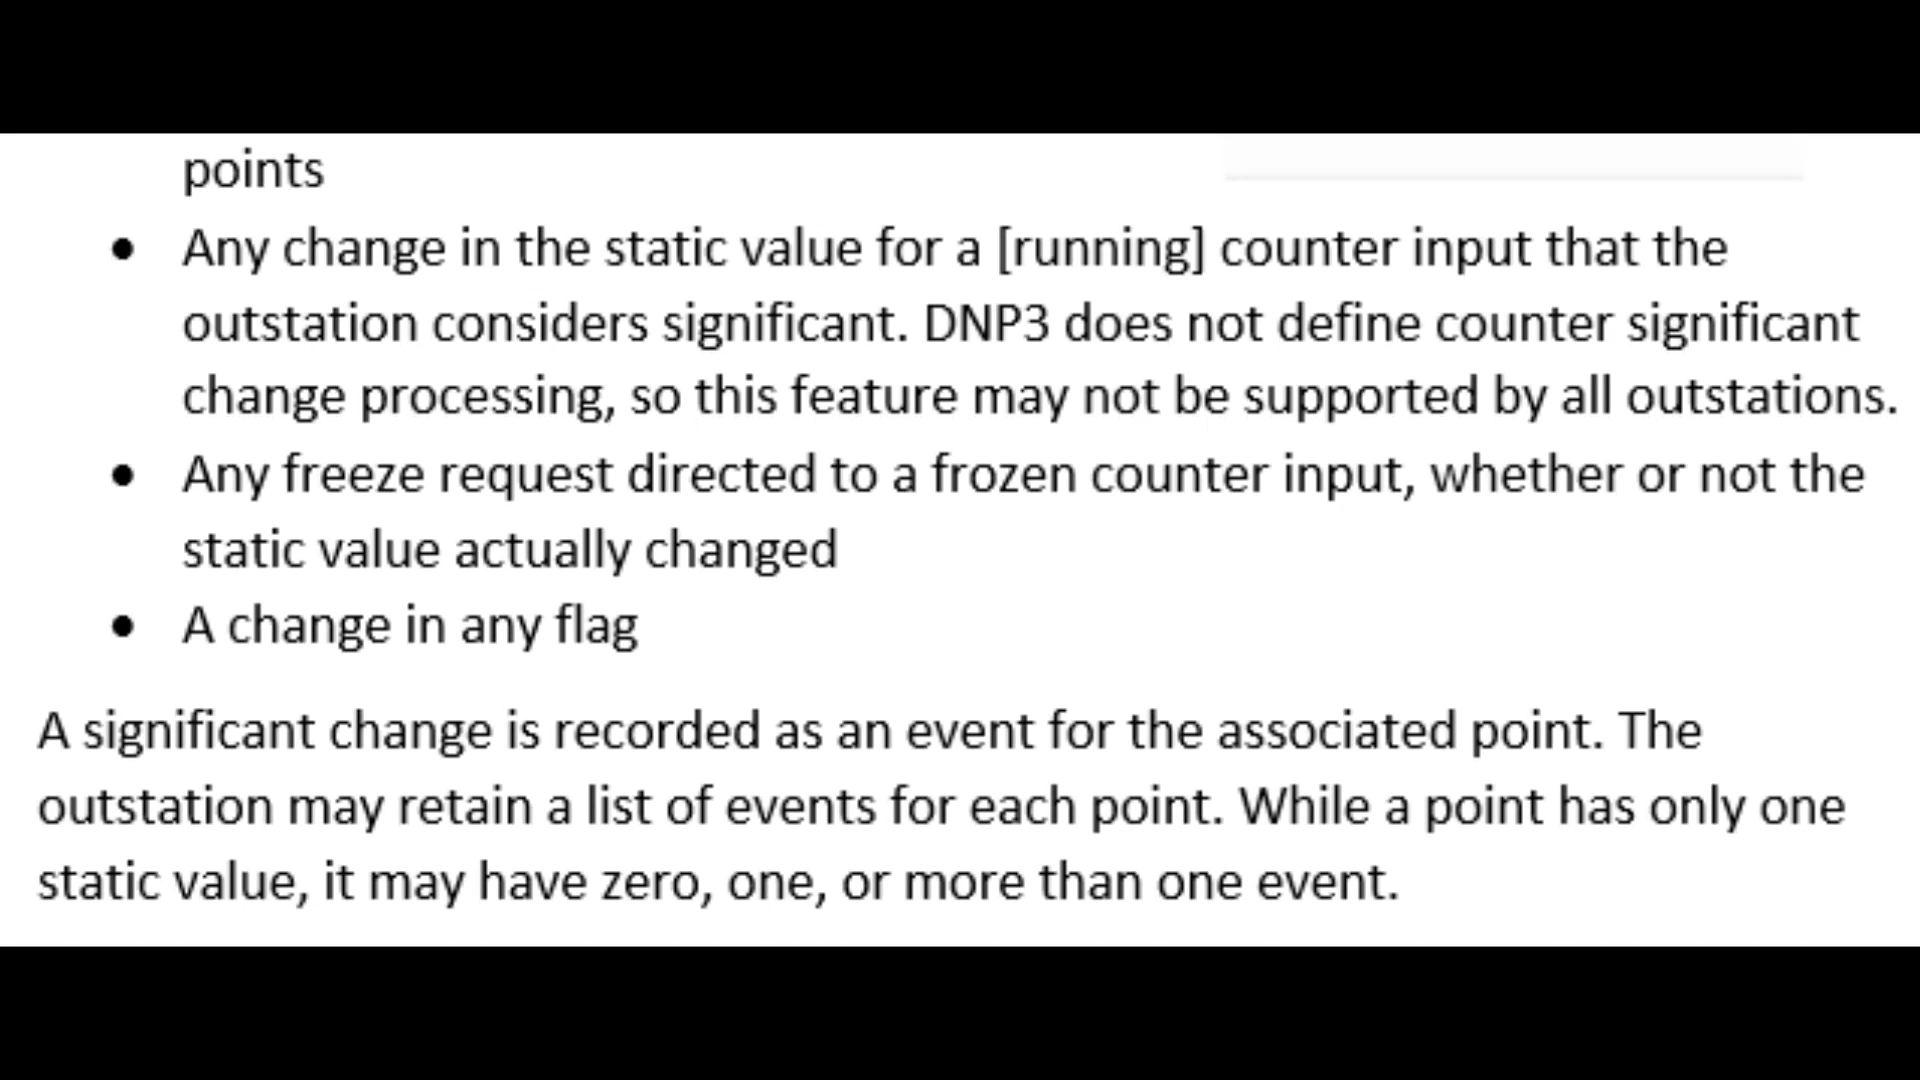 points
• Any change in the static value for a [running] counter input that the
outstation considers significant. DNP3 does not define counter significant
change processing, so this feature may not be supported by all outstations.
• Any freeze request directed to a frozen counter input, whether or not the
static value actually changed
• A change in any flag
A significant change is recorded as an event for the associated point. The
outstation may retain a list of events for each point. While a point has only one
static value, it may have zero, one, or more than one event.